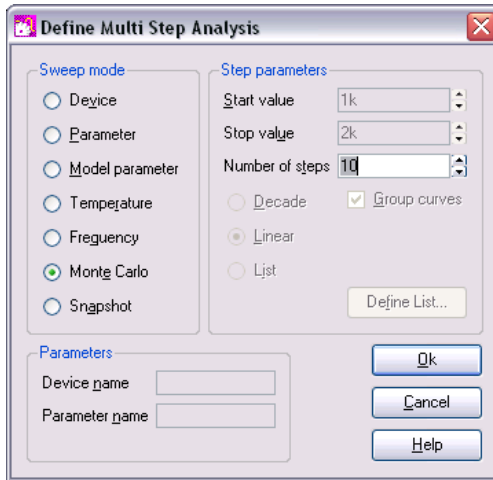 Define Multi Step Analysis
Sweep mode
Device
Parameter
Model parameter
Temperature
Freguency
Monte Carlo
Snapshot
Step parameters
Start value 1k
Stop value 2k
Number of steps 10
Decade
Group curves
Linear
List
Define List...
Parameters
Device name
Parameter name
Ok
Cancel
Help